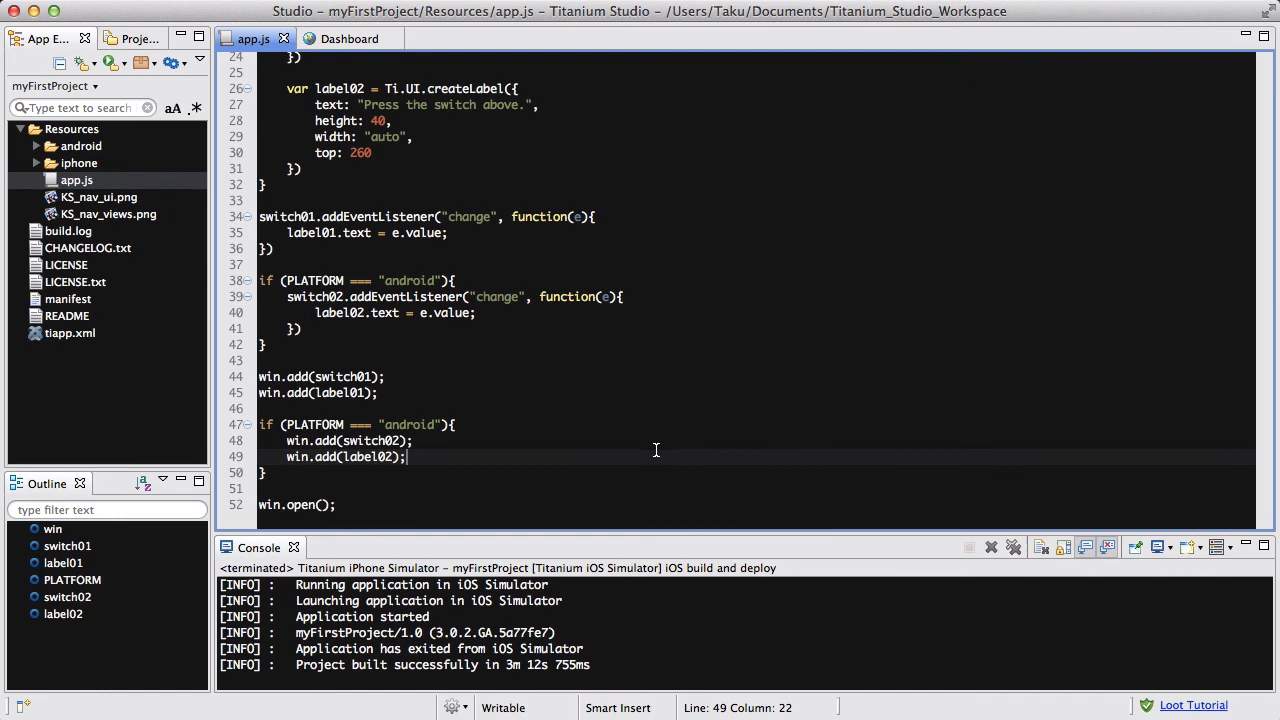 Studio – myFirstProject/Resources/app.js – Titanium Studio – /Users/Taku/Documents/Titanium_Studio_Workspace
App E...
Proje...
myFirstProject
Type text to search
aA .*
Resources
android
iphone
app.js
KS_nav_ui.png
KS_nav_views.png
build.log
CHANGELOG.txt
LICENSE
LICENSE.txt
manifest
README
tiapp.xml
Outline
type filter text
win
switch01
label01
PLATFORM
switch02
label02
app.js
Dashboard
24 })
25
26 var label02 = Ti.UI.createLabel({
27 text: "Press the switch above.",
28 height: 40,
29 width: "auto",
30 top: 260
31 })
32 }
33
34 switch01.addEventListener("change", function(e){
35 label01.text = e.value;
36 })
37
38 if (PLATFORM === "android"){
39 switch02.addEventListener("change", function(e){
40 label02.text = e.value;
41 })
42 }
43
44 win.add(switch01);
45 win.add(label01);
46
47 if (PLATFORM === "android"){
48 win.add(switch02);
49 win.add(label02);
50 }
51
52 win.open();
Console
<terminated> Titanium iPhone Simulator – myFirstProject [Titanium iOS Simulator] iOS build and deploy
[INFO] : Running application in iOS Simulator
[INFO] : Launching application in iOS Simulator
[INFO] : Application started
[INFO] : myFirstProject/1.0 (3.0.2.GA.5a77fe7)
[INFO] : Application has exited from iOS Simulator
[INFO] : Project built successfully in 3m 12s 755ms
Writable
Smart Insert
Line: 49 Column: 22
Loot Tutorial